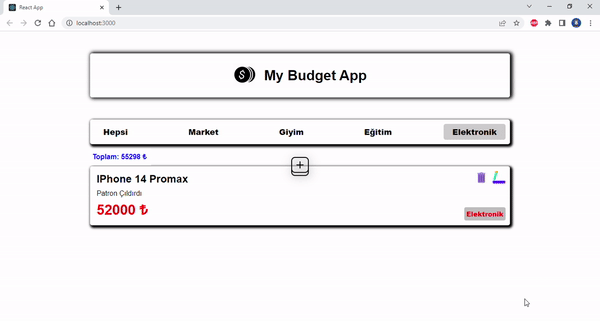 React App
localhost:3000
My Budget App
Hepsi Market Giyim Eğitim Elektronik
Toplam: 55298 ₺
IPhone 14 Promax
Patron Çıldırdı
52000 ₺
Elektronik